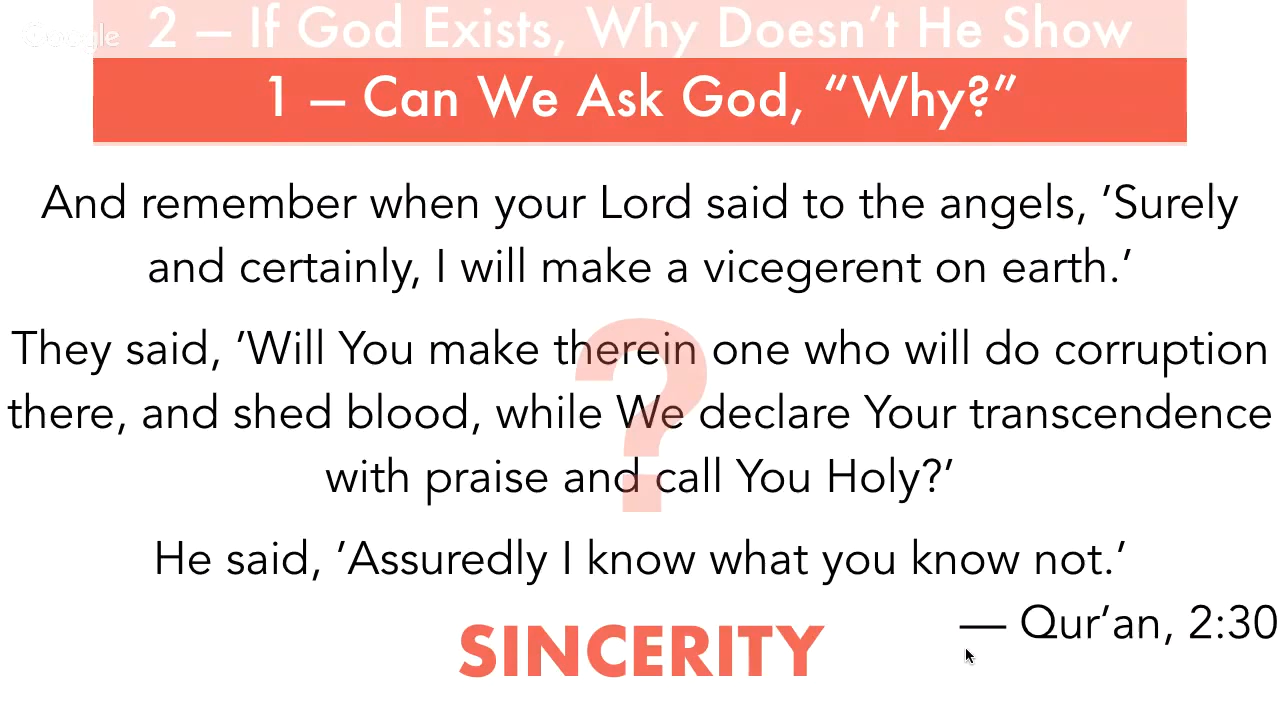 Google
2 — If God Exists, Why Doesn’t He Show
1 — Can We Ask God, “Why?”
And remember when your Lord said to the angels, ’Surely
and certainly, I will make a vicegerent on earth.’
They said, ’Will You make therein one who will do corruption
there, and shed blood, while We declare Your transcendence
with praise and call You Holy?’
?
He said, ’Assuredly I know what you know not.’
— Qur’an, 2:30
SINCERITY